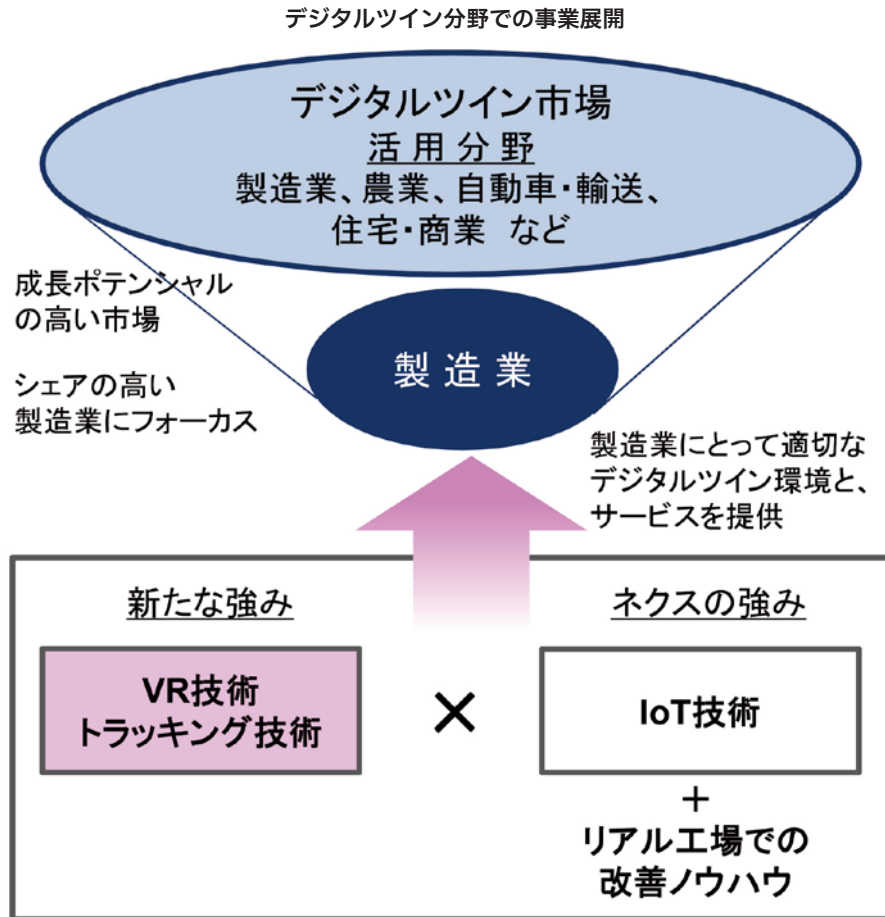 デジタルツイン分野での事業展開
デジタルツイン市場
活用分野
製造業、農業、自動車・輸送、
住宅・商業 など
成長ポテンシャル
の高い市場
シェアの高い
製造業にフォーカス
製造業
製造業にとって適切な
デジタルツイン環境と、
サービスを提供
新たな強み
VR技術
トラッキング技術
×
ネクスの強み
IoT技術
+
リアル工場での
改善ノウハウ